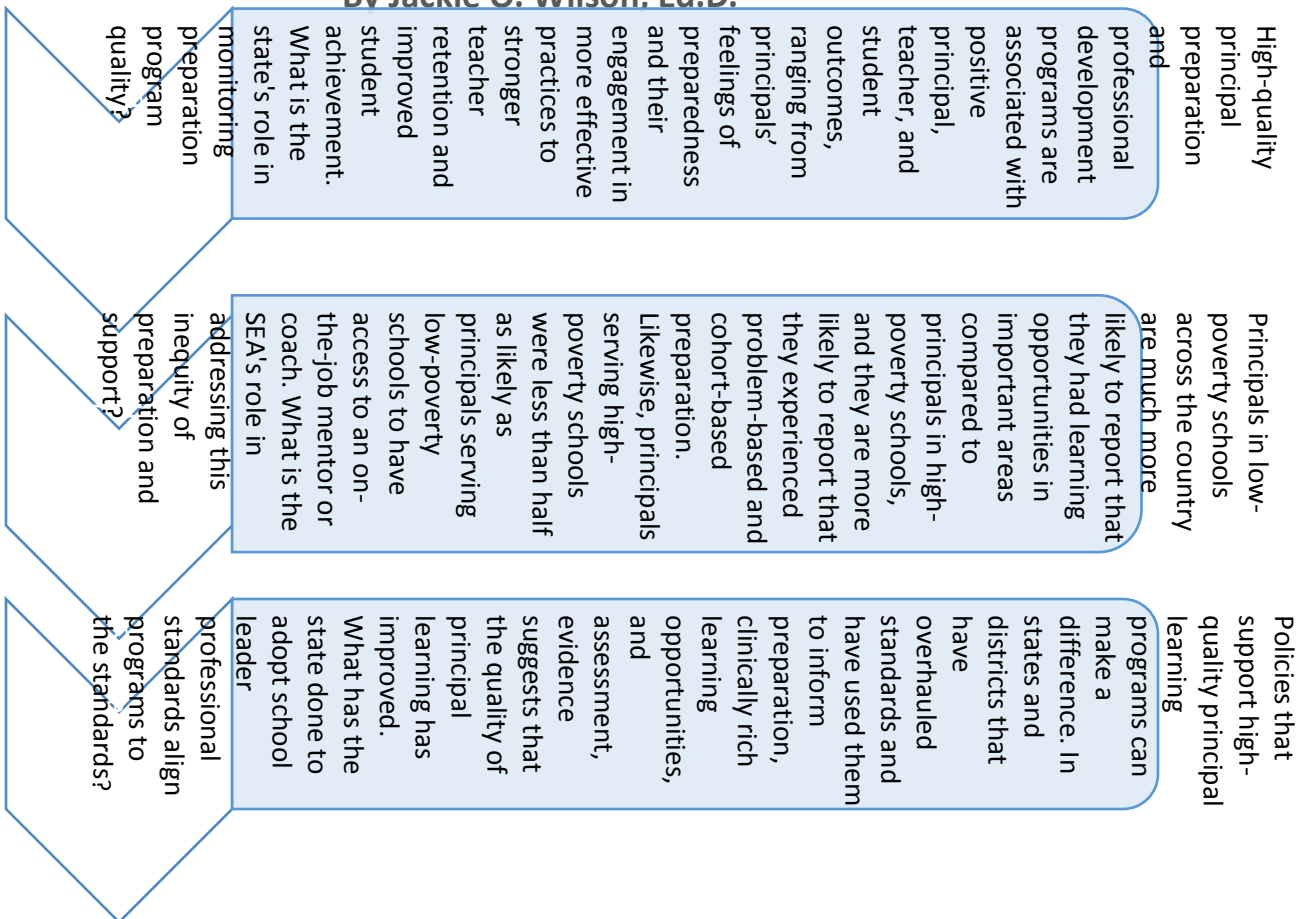 By Jackie O. Wilson, Ed.D.
High-quality
principal
preparation
and
professional
development
programs are
associated with
positive
principal,
teacher, and
student
outcomes,
ranging from
principals’
feelings of
preparedness
and their
engagement in
more effective
practices to
stronger
teacher
retention and
improved
student
achievement.
What is the
state's role in
monitoring
preparation
program
quality?
Principals in low-
poverty schools
across the country
are much more
likely to report that
they had learning
opportunities in
important areas
compared to
principals in high-
poverty schools,
and they are more
likely to report that
they experienced
problem-based and
cohort-based
preparation.
Likewise, principals
serving high-
poverty schools
were less than half
as likely as
principals serving
low-poverty
schools to have
access to an on-
the-job mentor or
coach. What is the
SEA's role in
addressing this
inequity of
preparation and
support?
Policies that
support high-
quality principal
learning
programs can
make a
difference. In
states and
districts that
have
overhauled
standards and
have used them
to inform
preparation,
clinically rich
learning
opportunities,
and
assessment,
evidence
suggests that
the quality of
principal
learning has
improved.
What has the
state done to
adopt school
leader
professional
standards align
programs to
the standards?